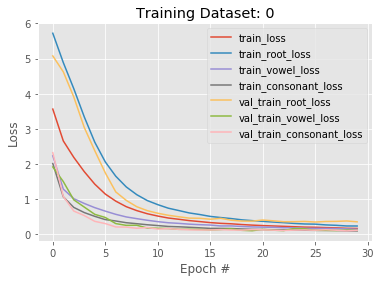 Training Dataset: 0
6
5
4
3
2
1
0
Loss
0
5
10
15
20
25
30
Epoch #
train_loss
train_root_loss
train_vowel_loss
train_consonant_loss
val_train_root_loss
val_train_vowel_loss
val_train_consonant_loss